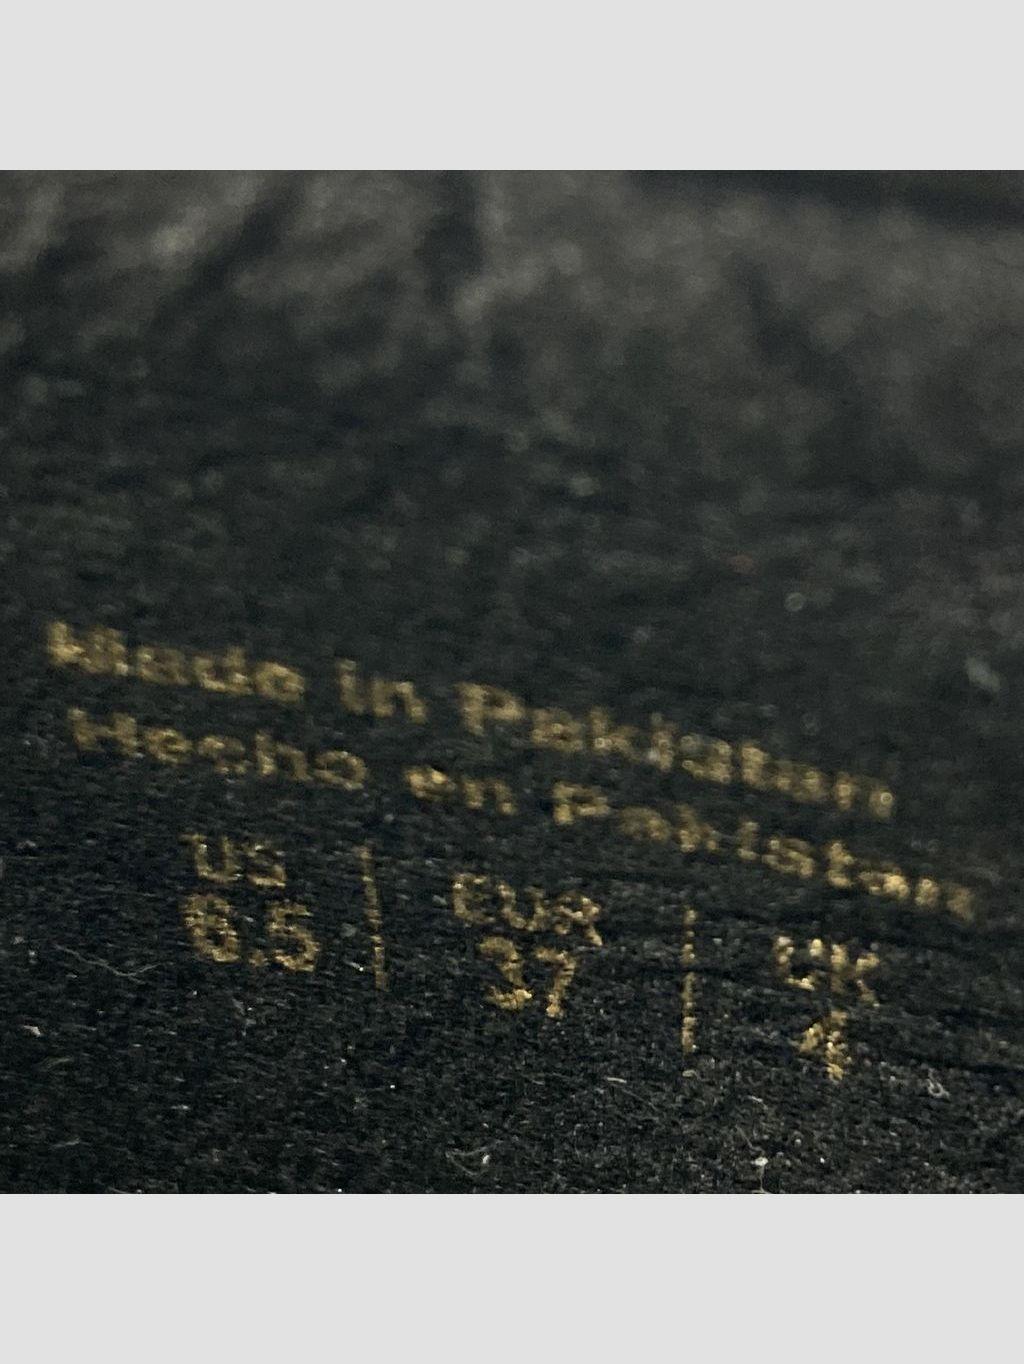 Made in Pakistan
Hecho en Pakistan
US | EUR | UK
6.5 | 37 | 4